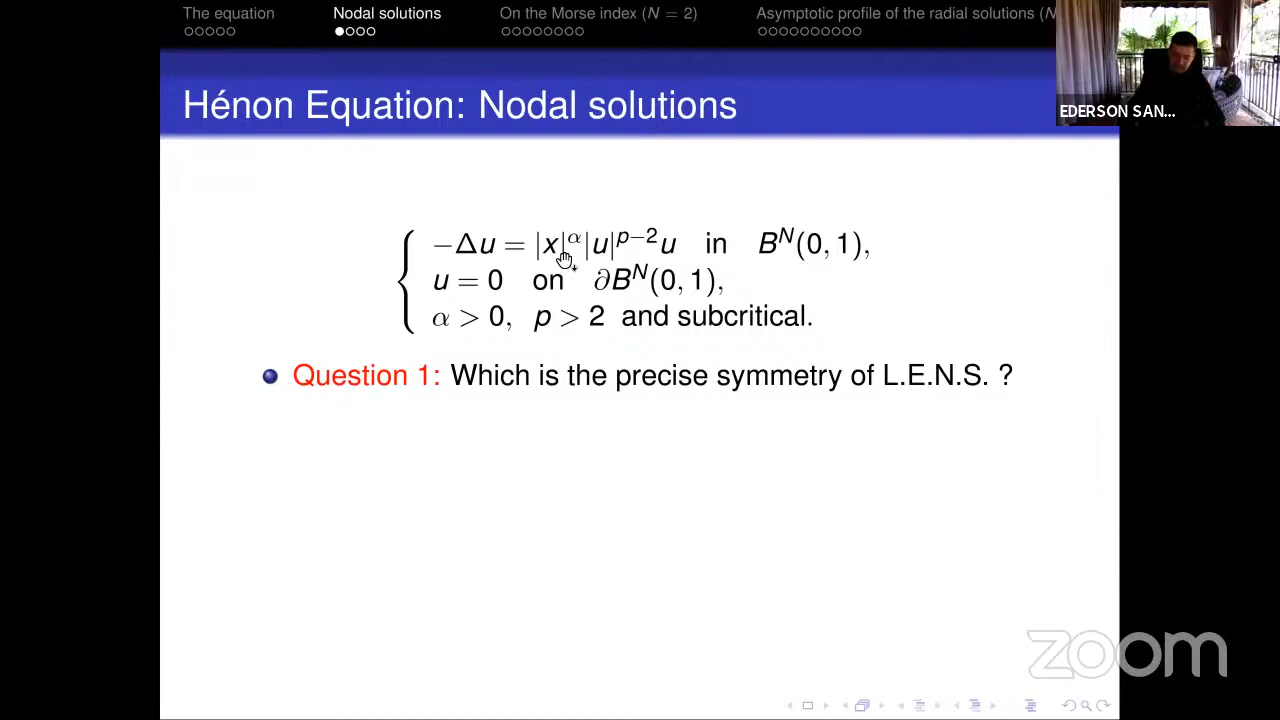 The equation
Nodal solutions
On the Morse index (N = 2)
Asymptotic profile of the radial solutions (N
Hénon Equation: Nodal solutions
EDERSON SAN...
−Δu = |x|^α|u|^{p−2}u in B^N(0, 1),
u = 0 on ∂B^N(0, 1),
α > 0, p > 2 and subcritical.
Question 1: Which is the precise symmetry of L.E.N.S. ?
zoom